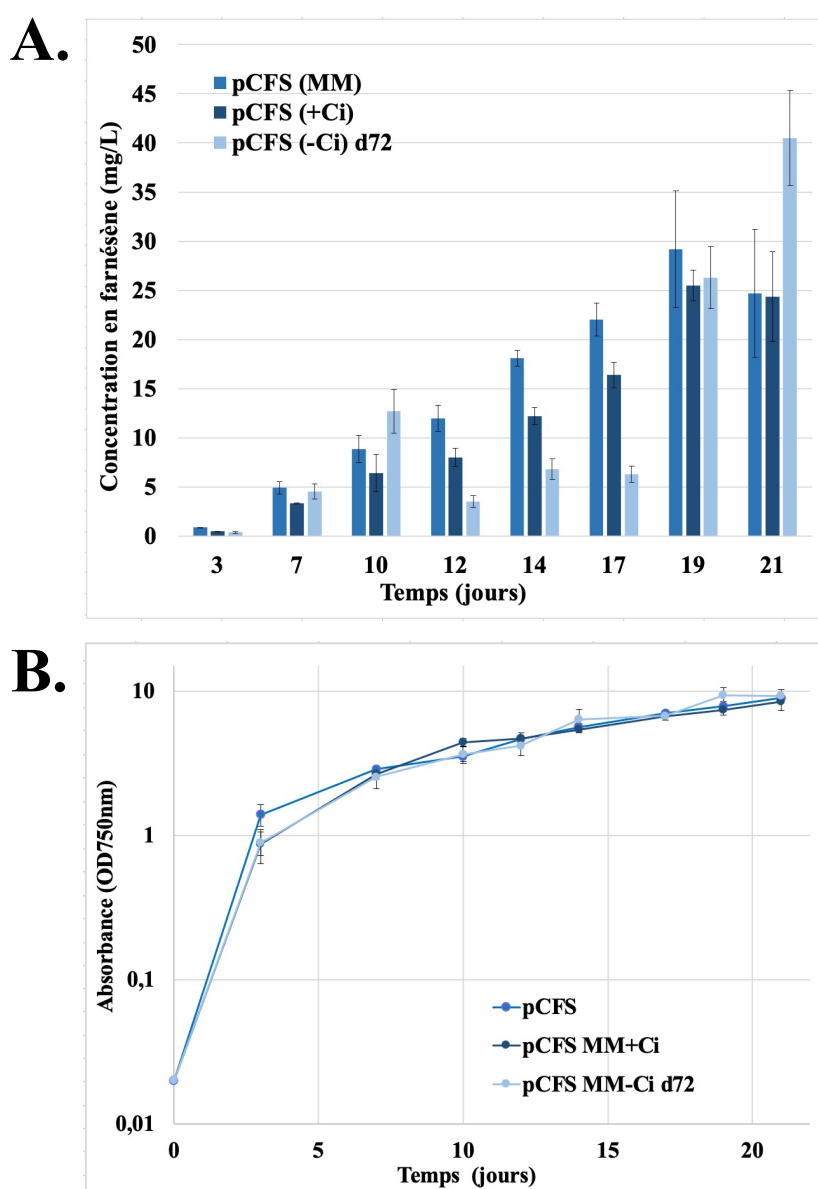 A.
50
45
40
35
30
25
20
15
10
5
0
Concentration en farnésène (mg/L)
pCFS (MM)
pCFS (+Ci)
pCFS (-Ci) d72
3 7 10 12 14 17 19 21
Temps (jours)
B.
10
1
0,1
0,01
Absorbance (OD750nm)
pCFS
pCFS MM+Ci
pCFS MM-Ci d72
0 5 10 15 20
Temps (jours)